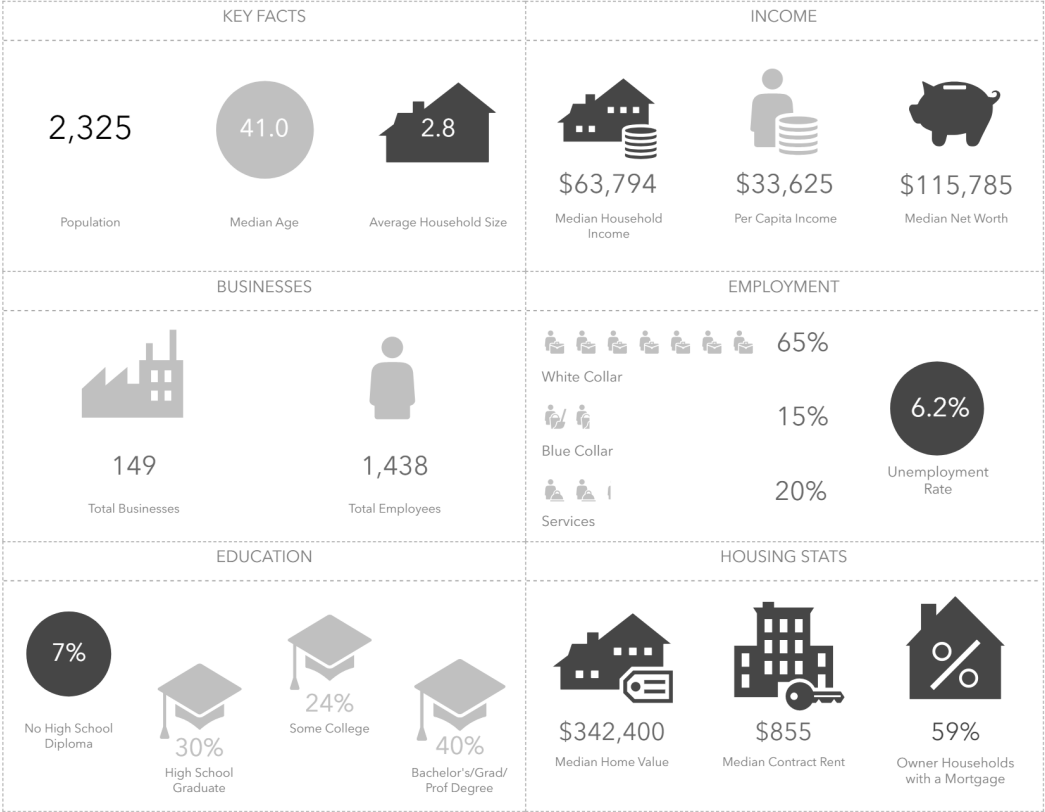 KEY FACTS
2,325
Population
41.0
Median Age
2.8
Average Household Size
INCOME
$63,794
Median Household
Income
$33,625
Per Capita Income
$115,785
Median Net Worth
BUSINESSES
149
Total Businesses
1,438
Total Employees
EMPLOYMENT
65%
White Collar
15%
Blue Collar
20%
Services
6.2%
Unemployment
Rate
EDUCATION
7%
No High School
Diploma
30%
High School
Graduate
24%
Some College
40%
Bachelor's/Grad/
Prof Degree
HOUSING STATS
$342,400
Median Home Value
$855
Median Contract Rent
%
59%
Owner Households
with a Mortgage